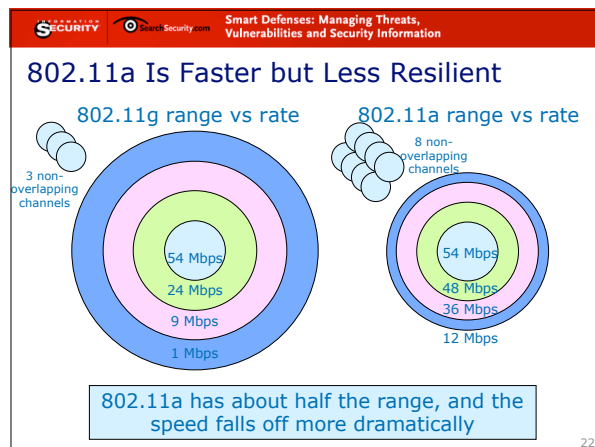 INFORMATION
SECURITY
SearchSecurity.com
Smart Defenses: Managing Threats,
Vulnerabilities and Security Information
802.11a Is Faster but Less Resilient
802.11g range vs rate
3 non-
overlapping
channels
54 Mbps
24 Mbps
9 Mbps
1 Mbps
802.11a range vs rate
8 non-
overlapping
channels
54 Mbps
48 Mbps
36 Mbps
12 Mbps
802.11a has about half the range, and the
speed falls off more dramatically
22